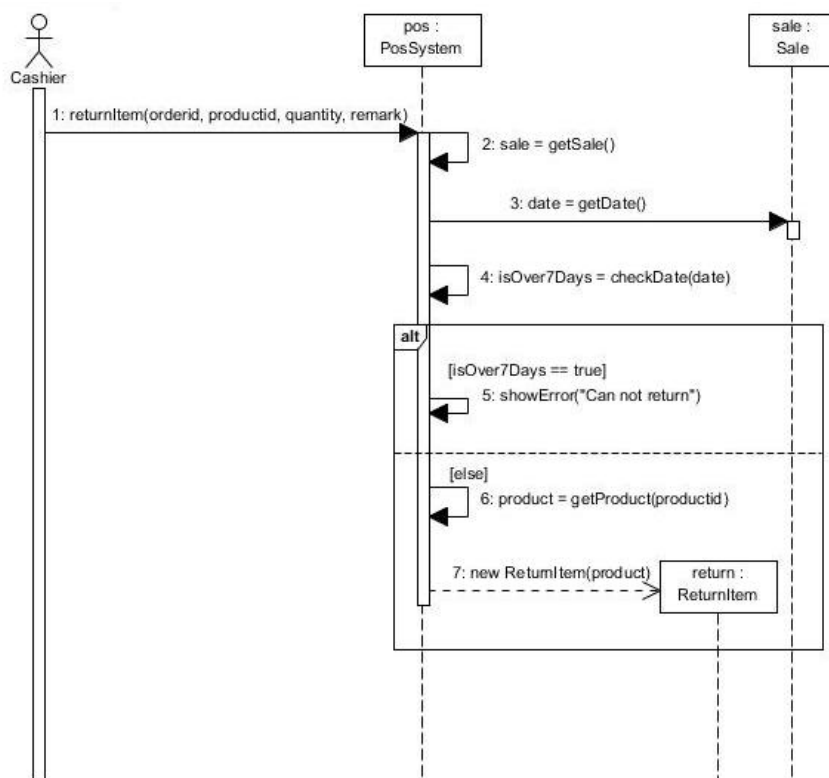 pos :
PosSystem
sale :
Sale
Cashier
1: returnItem(orderid, productid, quantity, remark)
2: sale = getSale()
3: date = getDate()
4: isOver7Days = checkDate(date)
alt
[isOver7Days == true]
5: showError("Can not return")
[else]
6: product = getProduct(productid)
7: new ReturnItem(product)
return :
ReturnItem